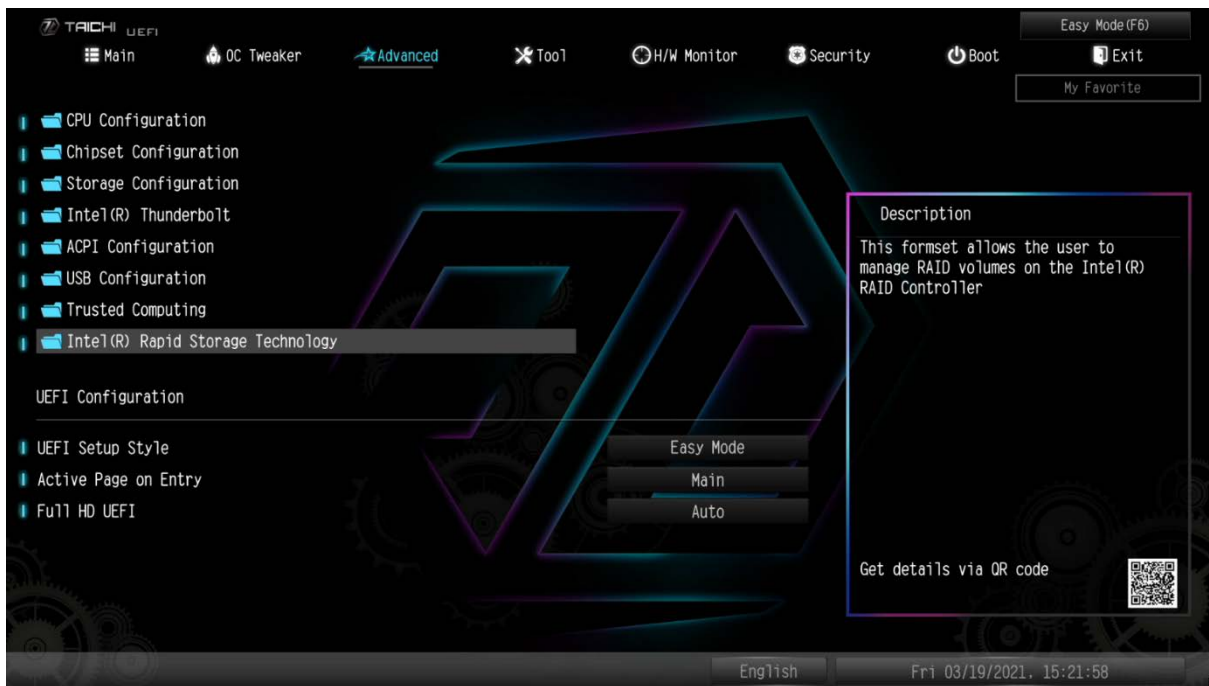 TAICHI UEFI
Easy Mode(F6)
Main
OC Tweaker
Advanced
Tool
H/W Monitor
Security
Boot
Exit
My Favorite
CPU Configuration
Chipset Configuration
Storage Configuration
Intel(R) Thunderbolt
ACPI Configuration
USB Configuration
Trusted Computing
Intel(R) Rapid Storage Technology
UEFI Configuration
UEFI Setup Style
Easy Mode
Active Page on Entry
Main
Full HD UEFI
Auto
Description
This formset allows the user to
manage RAID volumes on the Intel(R)
RAID Controller
Get details via QR code
English
Fri 03/19/2021. 15:21:58